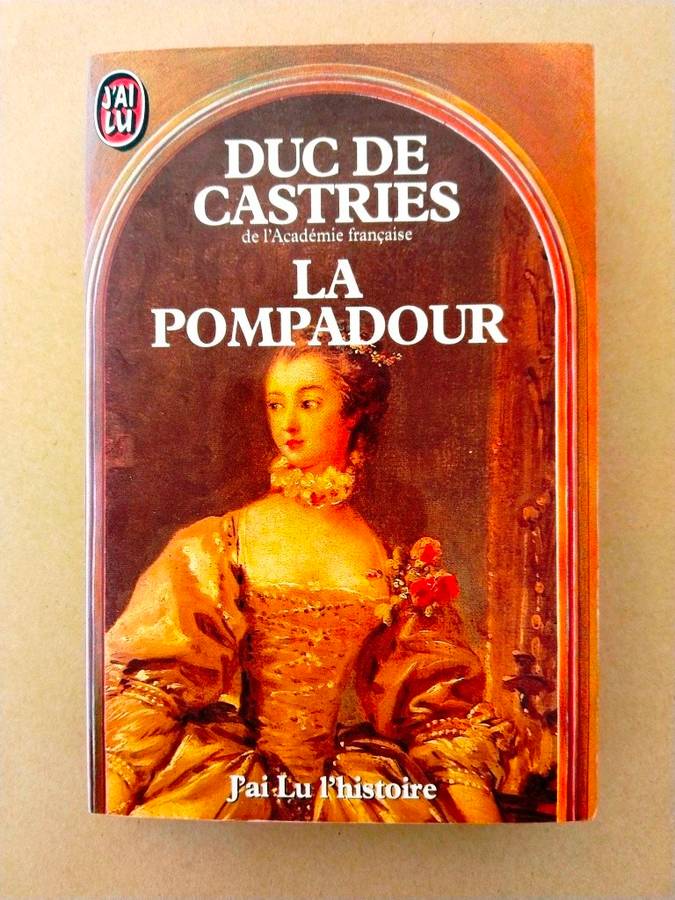 J'AI
LU
DUC DE
CASTRIES
de l'Académie française
LA
POMPADOUR
J'ai Lu l'histoire